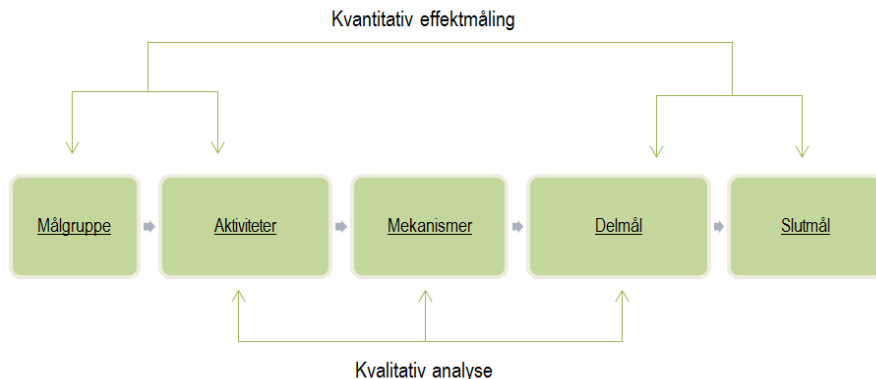 Kvantitativ effektmåling
Målgruppe
Aktiviteter
Mekanismer
Delmål
Slutmål
Kvalitativ analyse